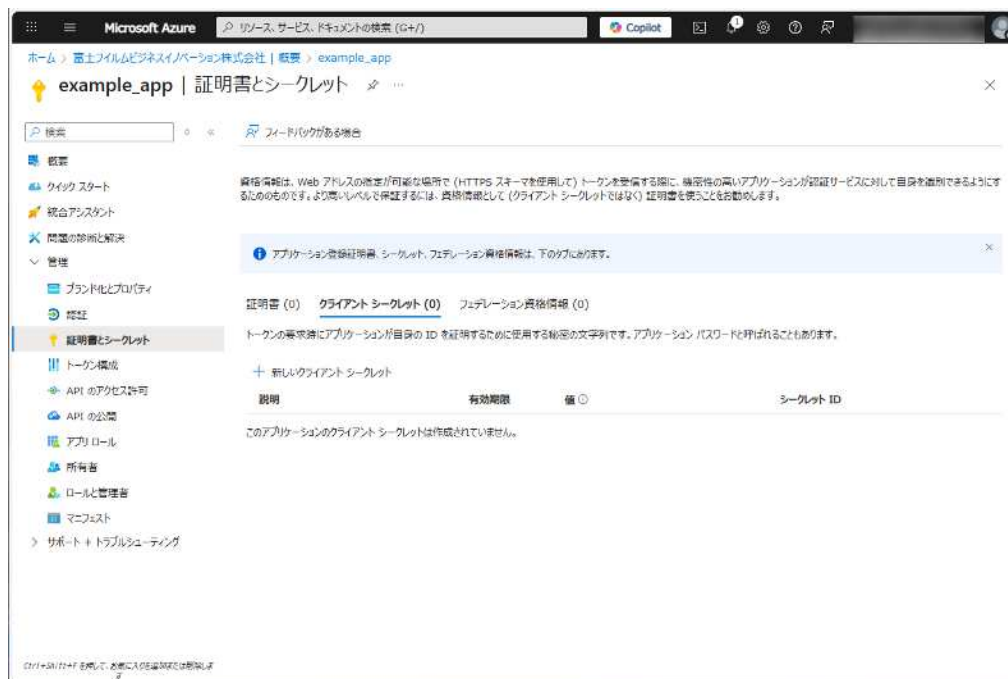 Microsoft Azure
リソース、サービス、ドキュメントの検索 (G+/)
Copilot
1
ホーム > 富士フイルムビジネスイノベーション株式会社 | 概要 > example_app
example_app | 証明書とシークレット
検索
フィードバックがある場合
概要
クイック スタート
統合アシスタント
問題の診断と解決
管理
ブランド化とプロパティ
認証
証明書とシークレット
トークン構成
API のアクセス許可
API の公開
アプリ ロール
所有者
ロールと管理者
マニフェスト
サポート + トラブルシューティング
Ctrl+Shift+F を押して、お気に入りを追加または削除しま
す
資格情報は、Web アドレスの指定が可能な場所で (HTTPS スキーマを使用して) トークンを受信する際に、機密性の高いアプリケーションが認証サービスに対して自身を識別できるようにす
るためのものです。より高いレベルで保証するには、資格情報として (クライアント シークレットではなく) 証明書を使うことをお勧めします。
アプリケーション登録証明書、シークレット、フェデレーション資格情報は、下のタブにあります。
証明書 (0) クライアント シークレット (0) フェデレーション資格情報 (0)
トークンの要求時にアプリケーションが自身の ID を証明するために使用する秘密の文字列です。アプリケーション パスワードと呼ばれることもあります。
新しいクライアント シークレット
説明 有効期限 値 シークレット ID
このアプリケーションのクライアント シークレットは作成されていません。